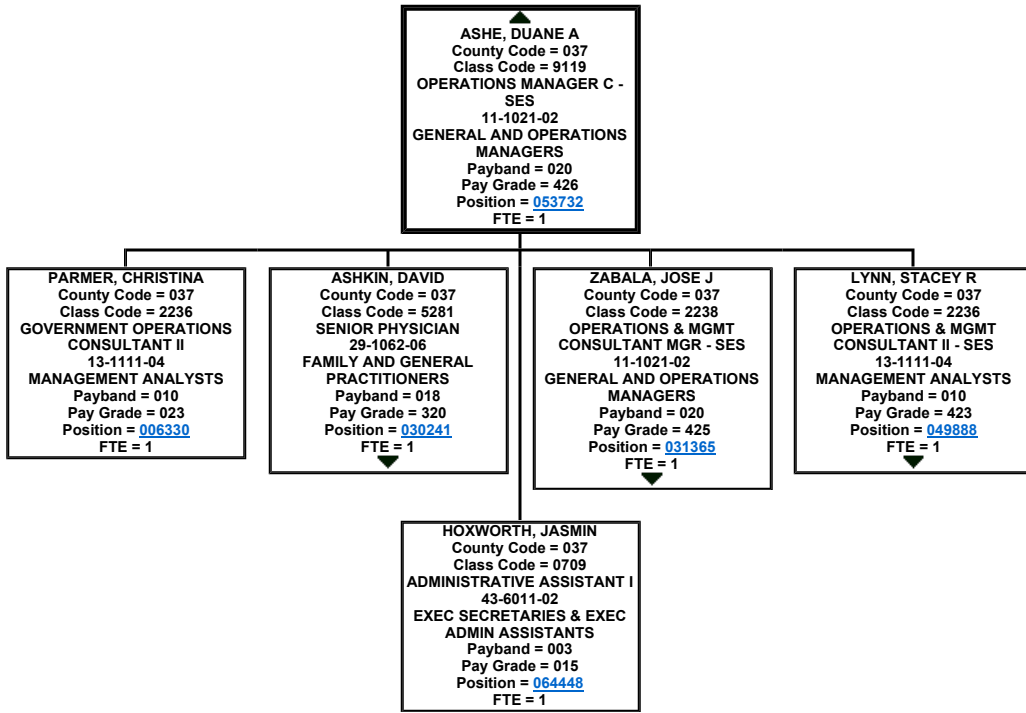 ASHE, DUANE A
County Code = 037
Class Code = 9119
OPERATIONS MANAGER C -
SES
11-1021-02
GENERAL AND OPERATIONS
MANAGERS
Payband = 020
Pay Grade = 426
Position = 053732
FTE = 1
PARMER, CHRISTINA
County Code = 037
Class Code = 2236
GOVERNMENT OPERATIONS
CONSULTANT II
13-1111-04
MANAGEMENT ANALYSTS
Payband = 010
Pay Grade = 023
Position = 006330
FTE = 1
ASHKIN, DAVID
County Code = 037
Class Code = 5281
SENIOR PHYSICIAN
29-1062-06
FAMILY AND GENERAL
PRACTITIONERS
Payband = 018
Pay Grade = 320
Position = 030241
FTE = 1
ZABALA, JOSE J
County Code = 037
Class Code = 2238
OPERATIONS & MGMT
CONSULTANT MGR - SES
11-1021-02
GENERAL AND OPERATIONS
MANAGERS
Payband = 020
Pay Grade = 425
Position = 031365
FTE = 1
LYNN, STACEY R
County Code = 037
Class Code = 2236
OPERATIONS & MGMT
CONSULTANT II - SES
13-1111-04
MANAGEMENT ANALYSTS
Payband = 010
Pay Grade = 423
Position = 049888
FTE = 1
HOXWORTH, JASMIN
County Code = 037
Class Code = 0709
ADMINISTRATIVE ASSISTANT I
43-6011-02
EXEC SECRETARIES & EXEC
ADMIN ASSISTANTS
Payband = 003
Pay Grade = 015
Position = 064448
FTE = 1